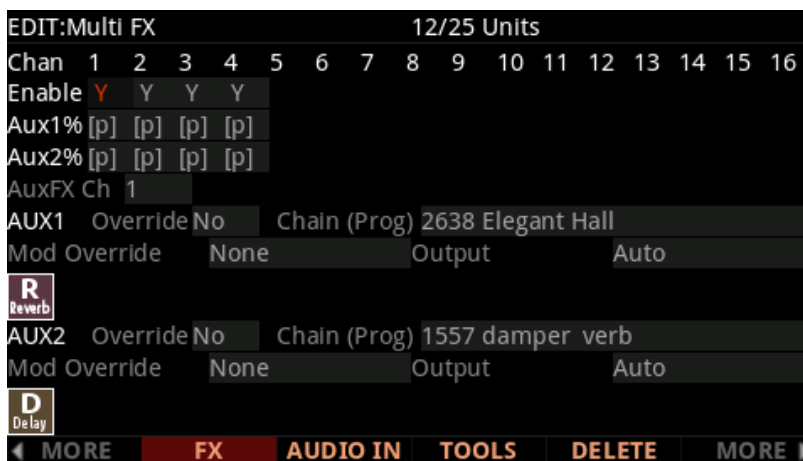 EDIT:Multi FX 12/25 Units
Chan 1 2 3 4 5 6 7 8 9 10 11 12 13 14 15 16
Enable Y Y Y Y
Aux1% [p] [p] [p] [p]
Aux2% [p] [p] [p] [p]
AuxFX Ch 1
AUX1 Override No Chain (Prog) 2638 Elegant Hall
Mod Override None Output Auto
R
Reverb
AUX2 Override No Chain (Prog) 1557 damper verb
Mod Override None Output Auto
D
Delay
MORE FX AUDIO IN TOOLS DELETE MORE